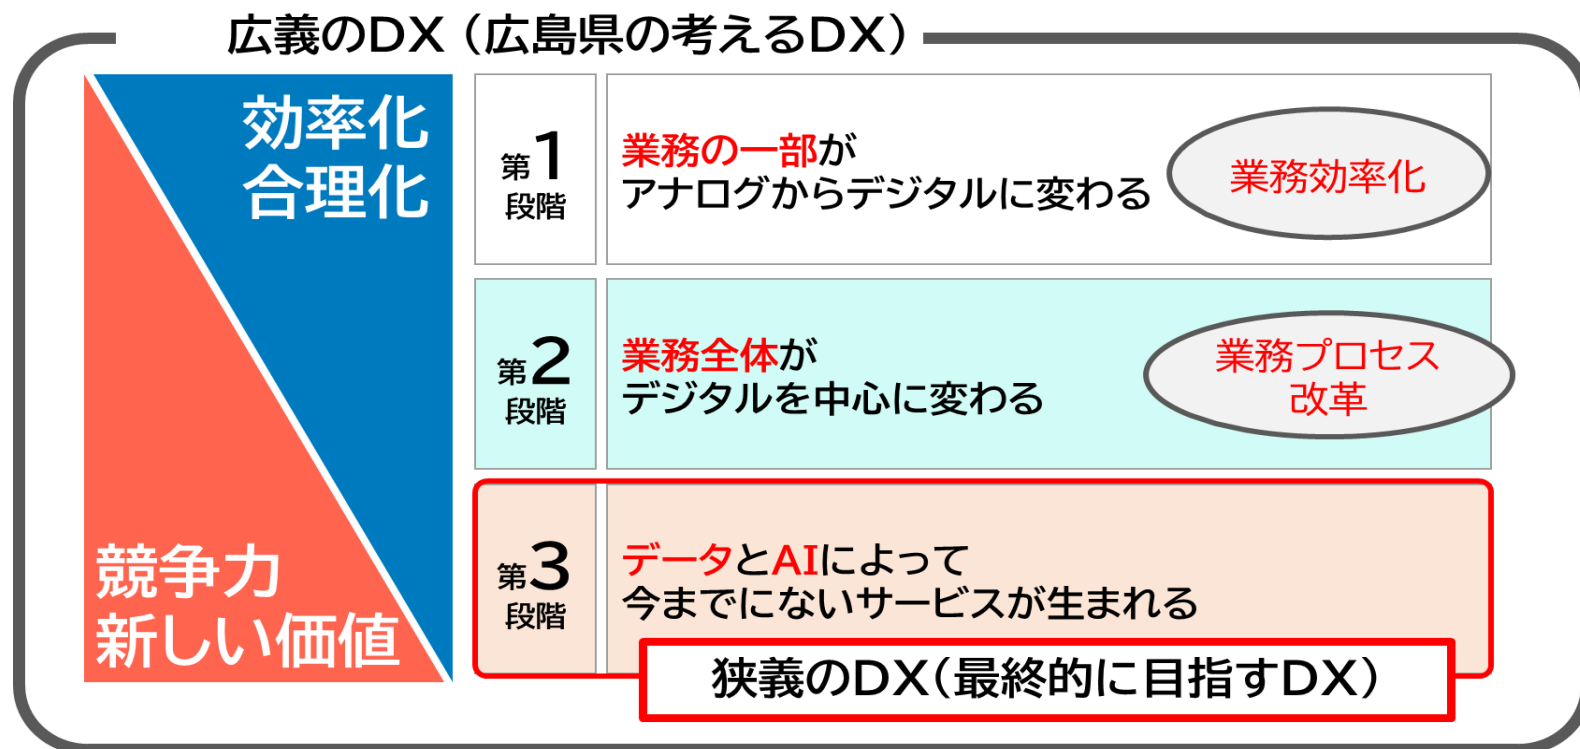 広義のDX（広島県の考えるDX）
効率化
合理化
競争力
新しい価値
第1
段階
業務の一部が
アナログからデジタルに変わる
業務効率化
第2
段階
業務全体が
デジタルを中心に変わる
業務プロセス
改革
第3
段階
データとAIによって
今までにないサービスが生まれる
狭義のDX（最終的に目指すDX）